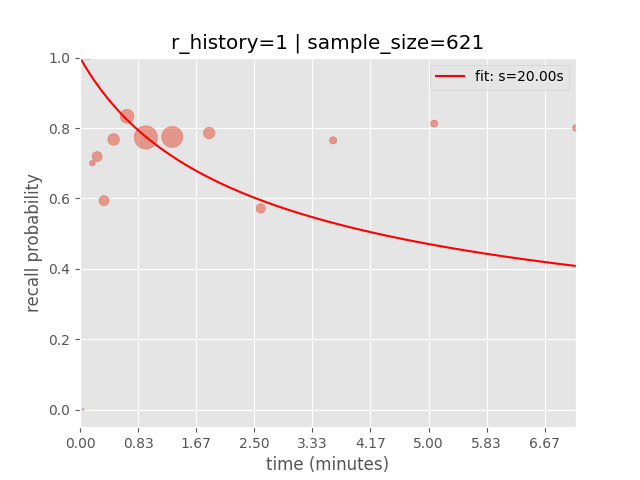 r_history=1 | sample_size=621
fit: s=20.00s
1.0
0.8
0.6
0.4
0.2
0.0
recall probability
0.00 0.83 1.67 2.50 3.33 4.17 5.00 5.83 6.67
time (minutes)